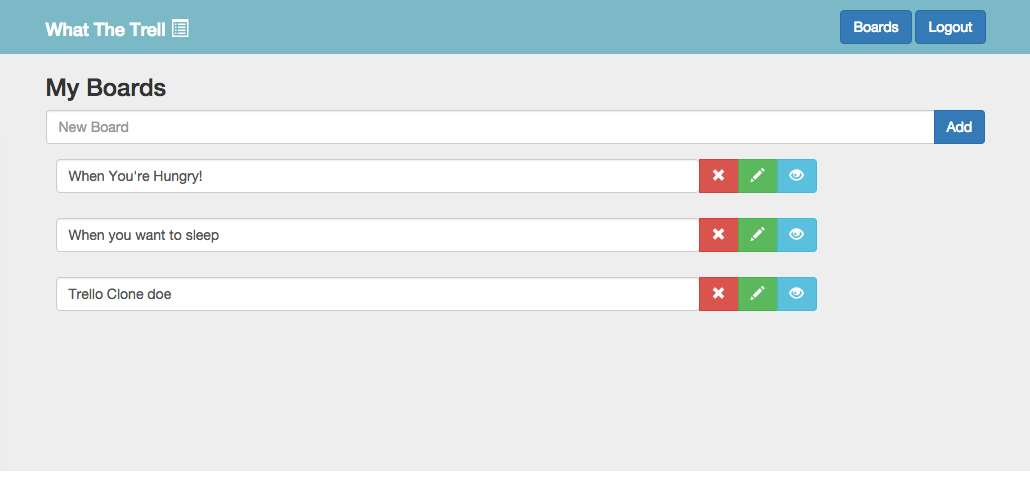 What The Trell
Boards
Logout
My Boards
New Board
Add
When You're Hungry!
When you want to sleep
Trello Clone doe